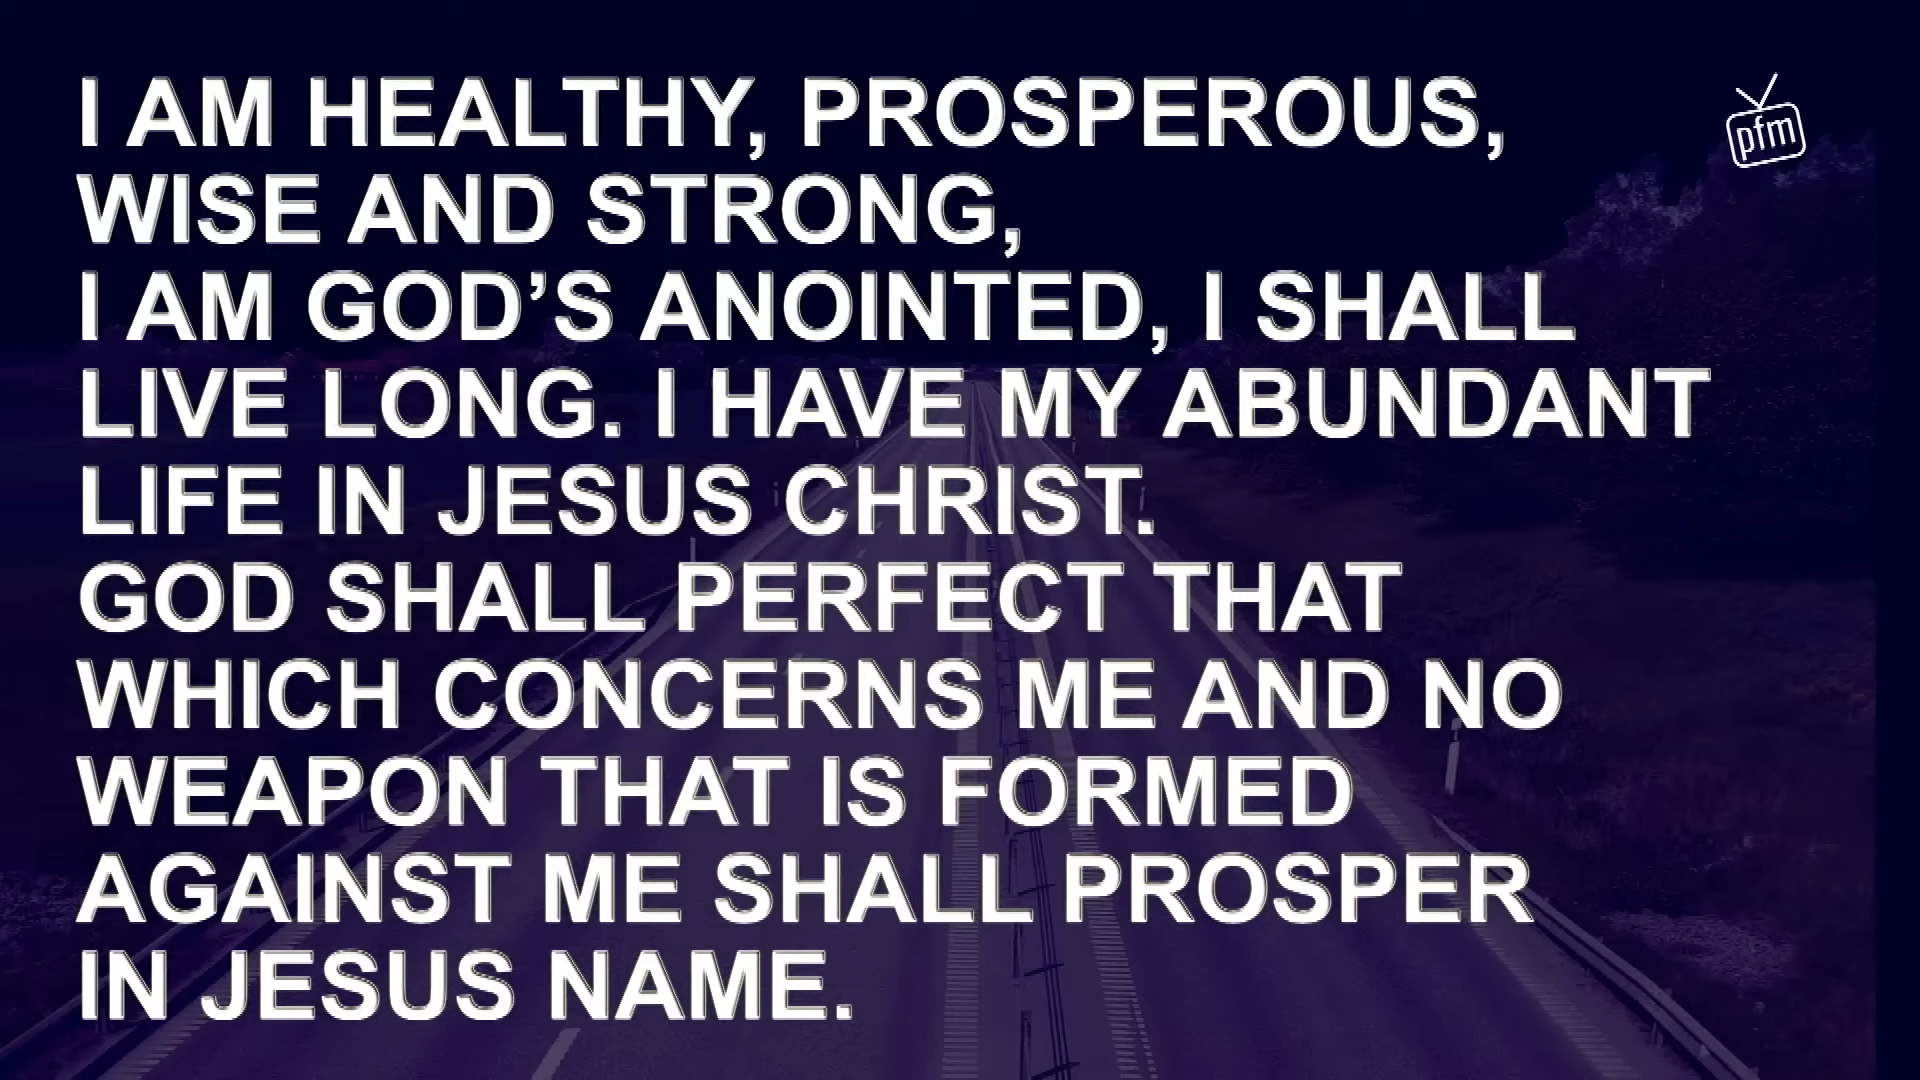 I AM HEALTHY, PROSPEROUS,
WISE AND STRONG,
I AM GOD’S ANOINTED, I SHALL
LIVE LONG. I HAVE MY ABUNDANT
LIFE IN JESUS CHRIST.
GOD SHALL PERFECT THAT
WHICH CONCERNS ME AND NO
WEAPON THAT IS FORMED
AGAINST ME SHALL PROSPER
IN JESUS NAME.
pfm